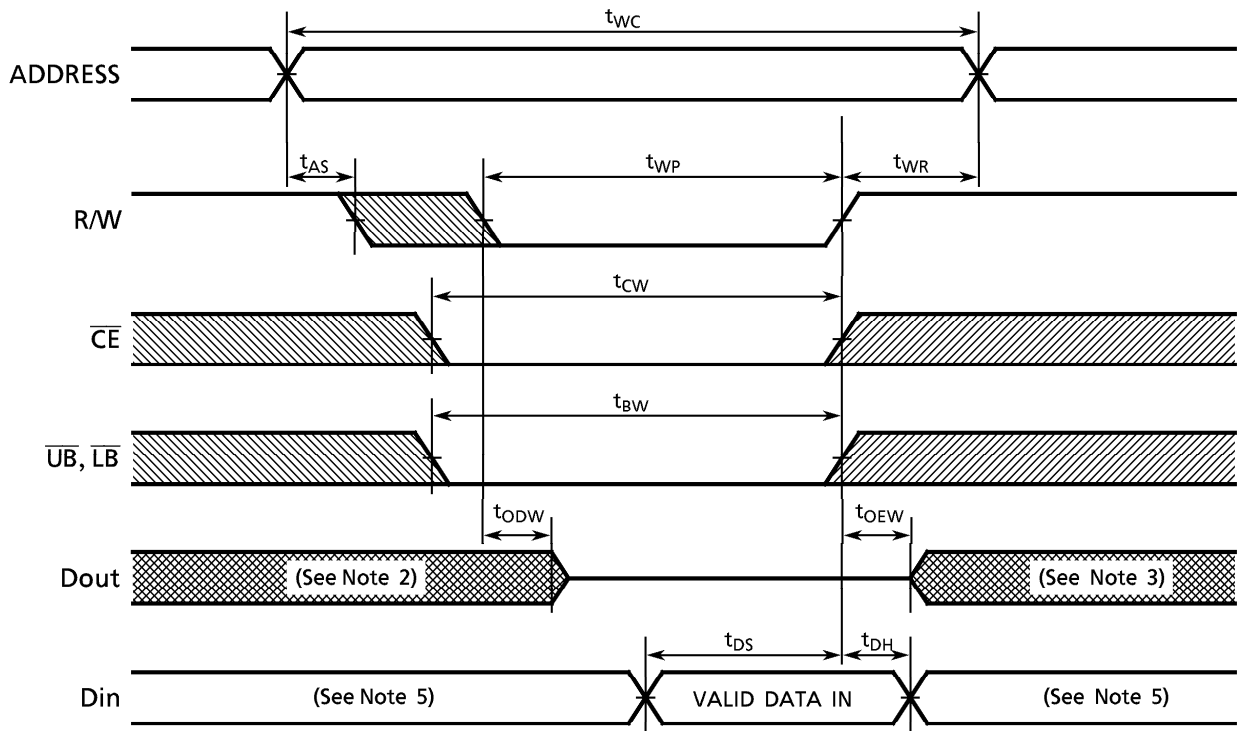 tWC
ADDRESS
tAS
tWP
tWR
R/W
tCW
CE
tBW
UB, LB
tODW
tOEW
Dout
(See Note 2)
(See Note 3)
tDS
tDH
Din
(See Note 5)
VALID DATA IN
(See Note 5)